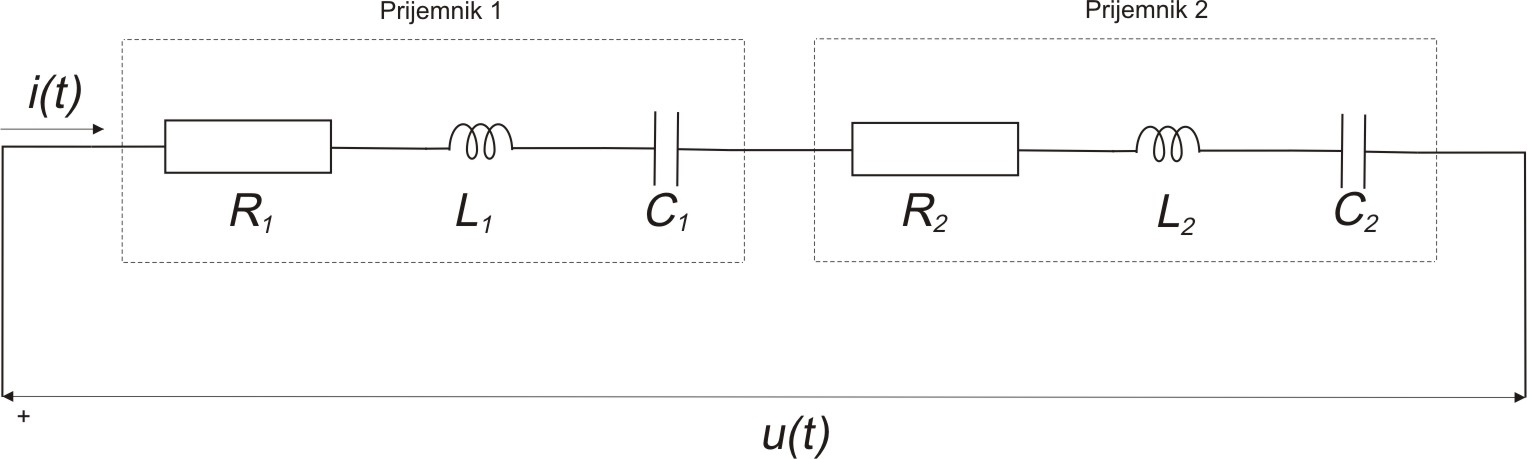 Prijemnik 1
Prijemnik 2
i(t)
R1
L1
C1
R2
L2
C2
+
u(t)